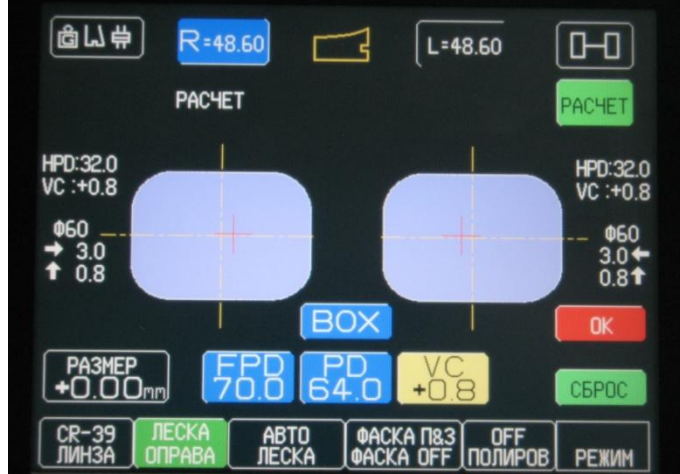 R=48.60
L=48.60
РАСЧЕТ
РАСЧЕТ
HPD:32.0
VC :+0.8
Φ60
→ 3.0
↑ 0.8
HPD:32.0
VC :+0.8
Φ60
3.0←
0.8↑
BOX
OK
РАЗМЕР
+0.00mm
FPD
70.0
PD
64.0
VC
+0.8
СБРОС
CR-39
ЛИНЗА
ЛЕСКА
ОПРАВА
АВТО
ЛЕСКА
ФАСКА П&З
ФАСКА OFF
OFF
ПОЛИРОВ
РЕЖИМ